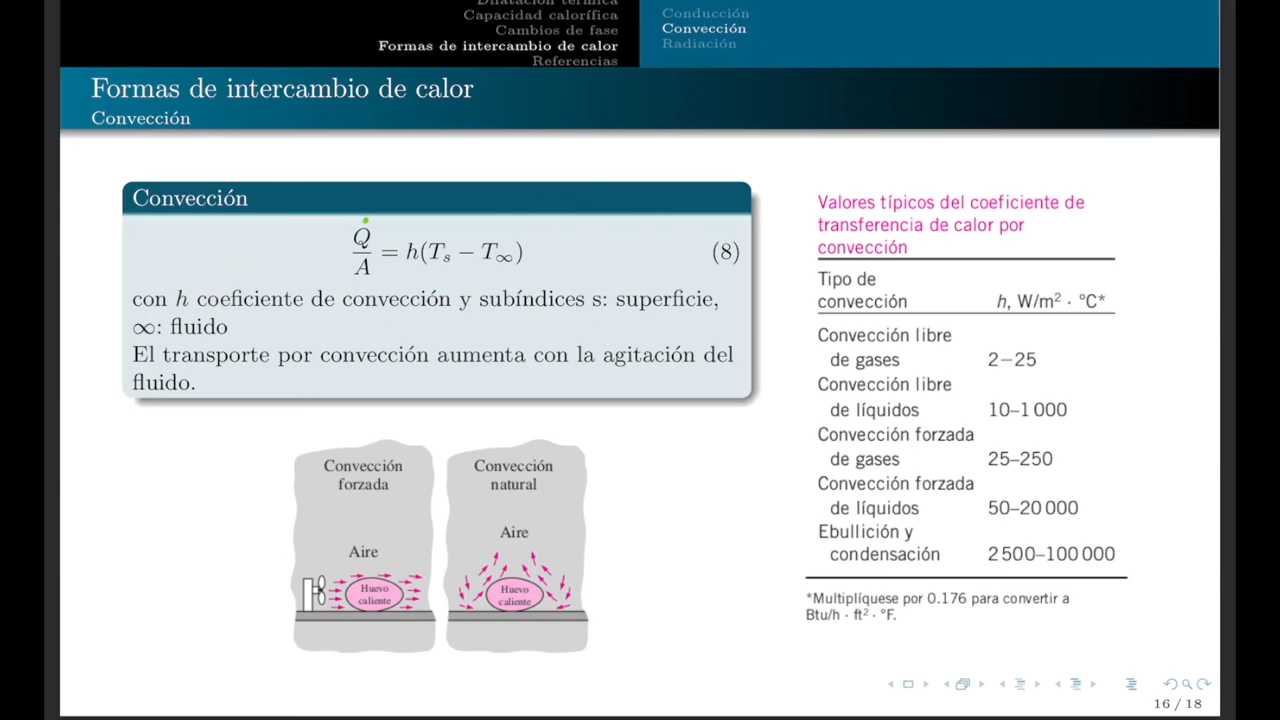 Dilatación térmica
Capacidad calorífica
Cambios de fase
Formas de intercambio de calor
Referencias
Conducción
Convección
Radiación
Formas de intercambio de calor
Convección
Convección
Q̇/A = h(Tₛ − T∞) (8)
con h coeficiente de convección y subíndices s: superficie,
∞: fluido
El transporte por convección aumenta con la agitación del
fluido.
Convección
forzada
Aire
Huevo
caliente
Convección
natural
Aire
Huevo
caliente
Valores típicos del coeficiente de
transferencia de calor por
convección
Tipo de
convección h, W/m² · °C*
Convección libre
de gases 2–25
Convección libre
de líquidos 10–1 000
Convección forzada
de gases 25–250
Convección forzada
de líquidos 50–20 000
Ebullición y
condensación 2 500–100 000
*Multiplíquese por 0.176 para convertir a
Btu/h · ft² · °F.
16 / 18